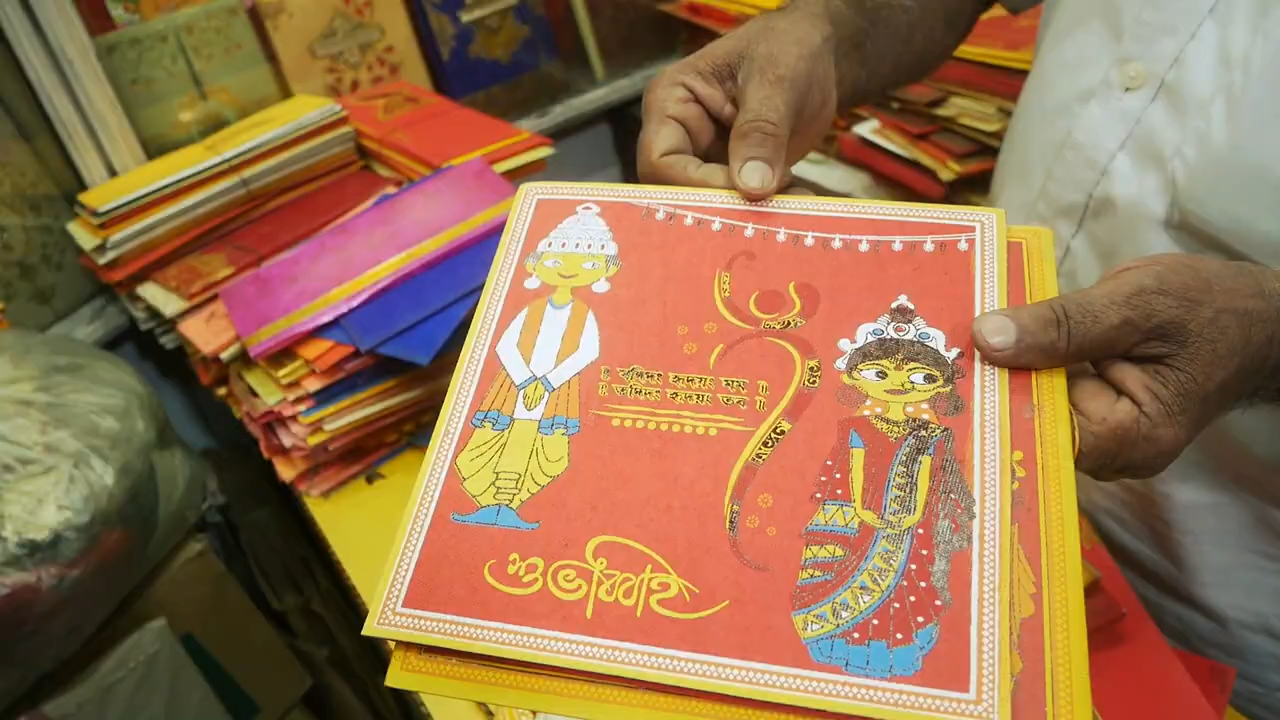 ॥ যদিদং হৃদয়ং মম ॥
॥ তদিদং হৃদয়ং তব ॥
শুভবিবাহ